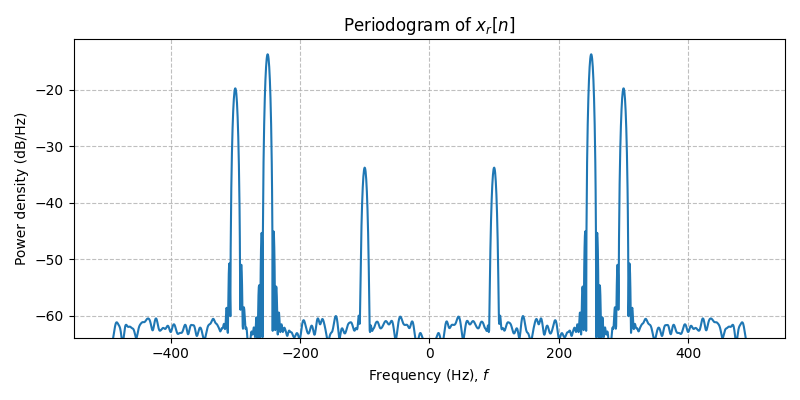 Periodogram of x_r[n]
Power density (dB/Hz)
−20
−30
−40
−50
−60
−400 −200 0 200 400
Frequency (Hz), f